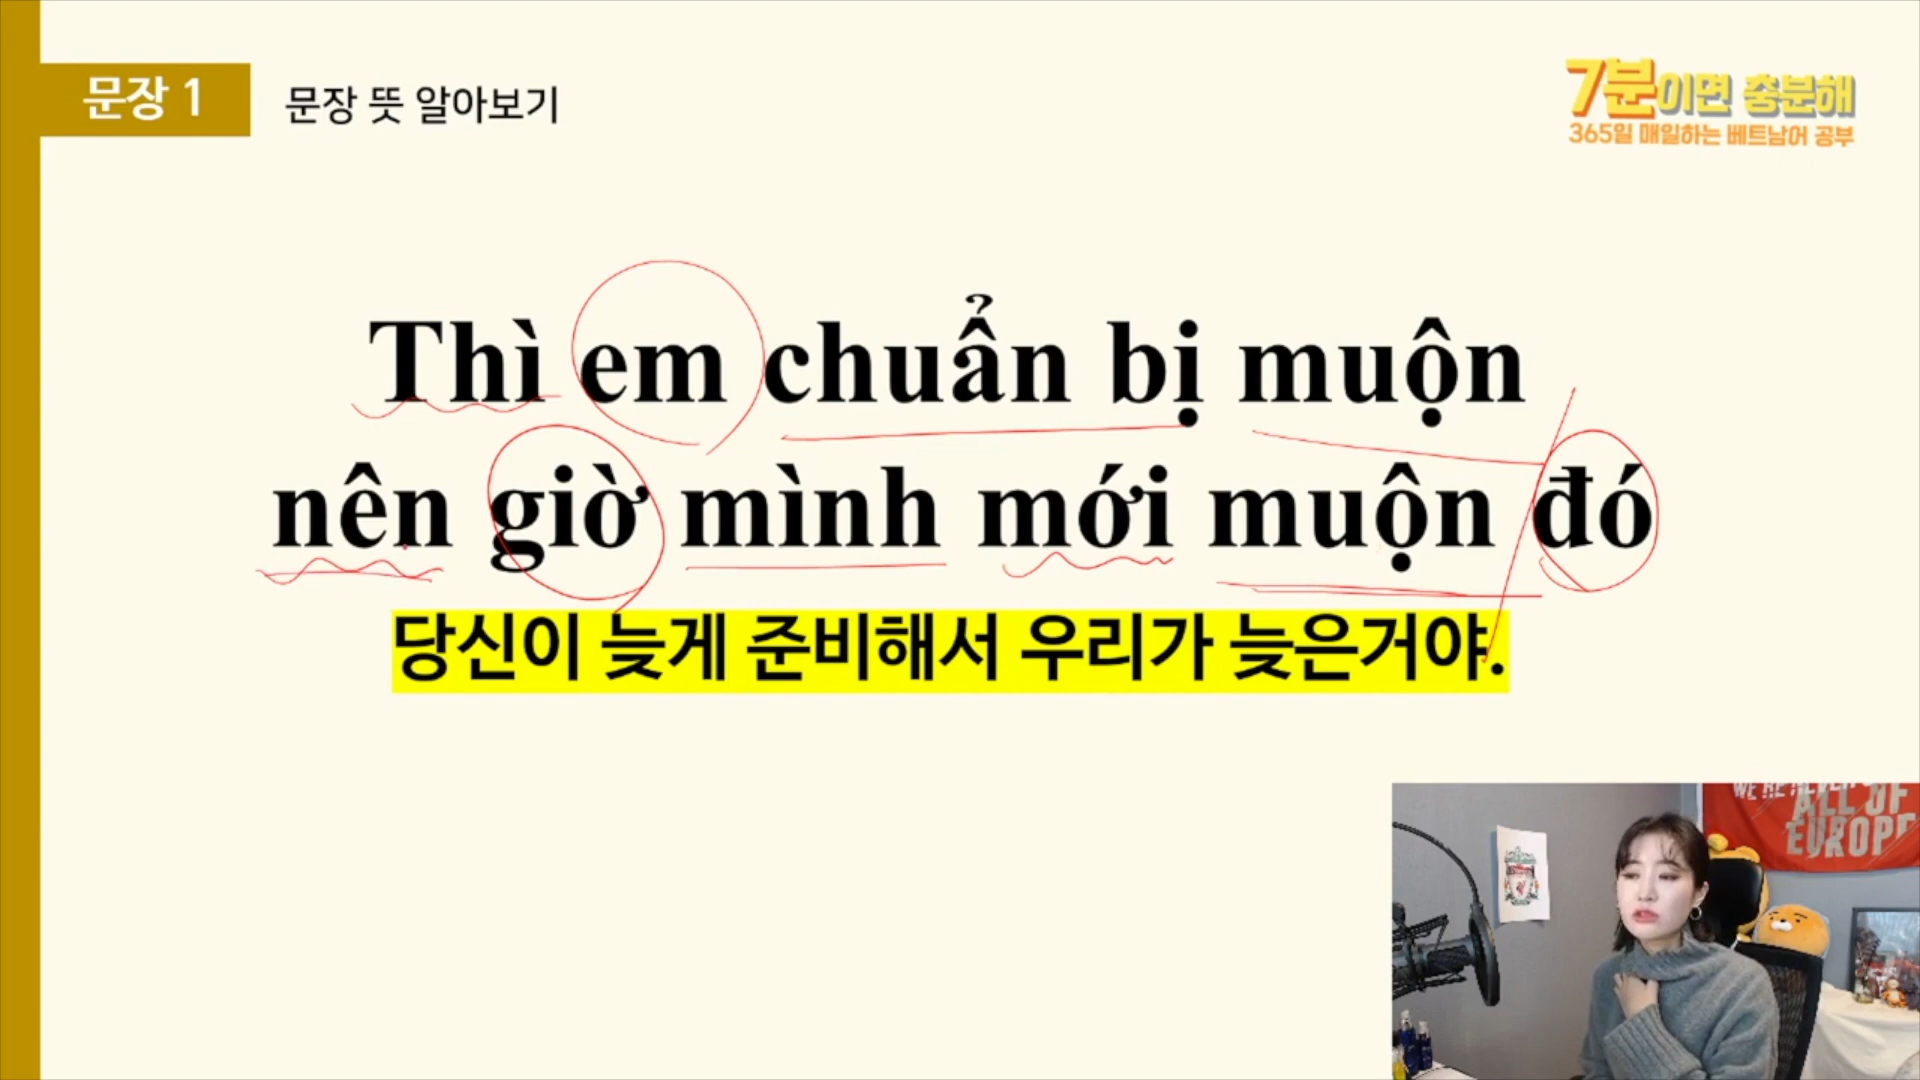 문장 1
문장 뜻 알아보기
7분이면 충분해
365일 매일하는 베트남어 공부
Thì em chuẩn bị muộn
nên giờ mình mới muộn đó
당신이 늦게 준비해서 우리가 늦은거야.
ALL OF
EUROPE